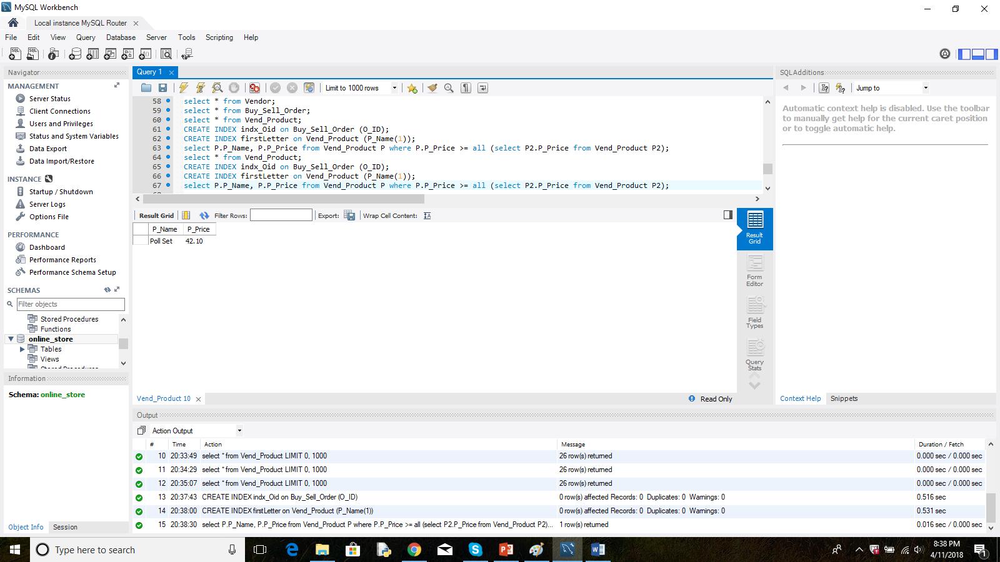 MySQL Workbench
Local instance MySQL Router
File Edit View Query Database Server Tools Scripting Help
Navigator
MANAGEMENT
Server Status
Client Connections
Users and Privileges
Status and System Variables
Data Export
Data Import/Restore
INSTANCE
Startup / Shutdown
Server Logs
Options File
PERFORMANCE
Dashboard
Performance Reports
Performance Schema Setup
SCHEMAS
Filter objects
Stored Procedures
Functions
online_store
Tables
Views
Stored Procedures
Information
Schema: online_store
Object Info Session
Query 1
Limit to 1000 rows
58 select * from Vendor;
59 select * from Buy_Sell_Order;
60 select * from Vend_Product;
61 CREATE INDEX indx_Oid on Buy_Sell_Order (O_ID);
62 CREATE INDEX firstLetter on Vend_Product (P_Name(1));
63 select P.P_Name, P.P_Price from Vend_Product P where P.P_Price >= all (select P2.P_Price from Vend_Product P2);
64 select * from Vend_Product;
65 CREATE INDEX indx_Oid on Buy_Sell_Order (O_ID);
66 CREATE INDEX firstLetter on Vend_Product (P_Name(1));
67 select P.P_Name, P.P_Price from Vend_Product P where P.P_Price >= all (select P2.P_Price from Vend_Product P2);
Result Grid Filter Rows: Export: Wrap Cell Content:
P_Name P_Price
Poll Set 42.10
Result
Grid
Form
Editor
Field
Types
Query
Stats
Vend_Product 10
Read Only
SQLAdditions
Jump to
Automatic context help is disabled. Use the toolbar
to manually get help for the current caret position
or to toggle automatic help.
Context Help Snippets
Output
Action Output
# Time Action Message Duration / Fetch
10 20:33:49 select * from Vend_Product LIMIT 0, 1000 26 row(s) returned 0.000 sec / 0.000 sec
11 20:34:29 select * from Vend_Product LIMIT 0, 1000 26 row(s) returned 0.000 sec / 0.000 sec
12 20:35:07 select * from Vend_Product LIMIT 0, 1000 26 row(s) returned 0.000 sec / 0.000 sec
13 20:37:43 CREATE INDEX indx_Oid on Buy_Sell_Order (O_ID) 0 row(s) affected Records: 0 Duplicates: 0 Warnings: 0 0.516 sec
14 20:38:00 CREATE INDEX firstLetter on Vend_Product (P_Name(1)) 0 row(s) affected Records: 0 Duplicates: 0 Warnings: 0 0.531 sec
15 20:38:30 select P.P_Name, P.P_Price from Vend_Product P where P.P_Price >= all (select P2.P_Price from Vend_Product P2)... 1 row(s) returned 0.016 sec / 0.000 sec
Type here to search
8:38 PM
4/11/2018
1